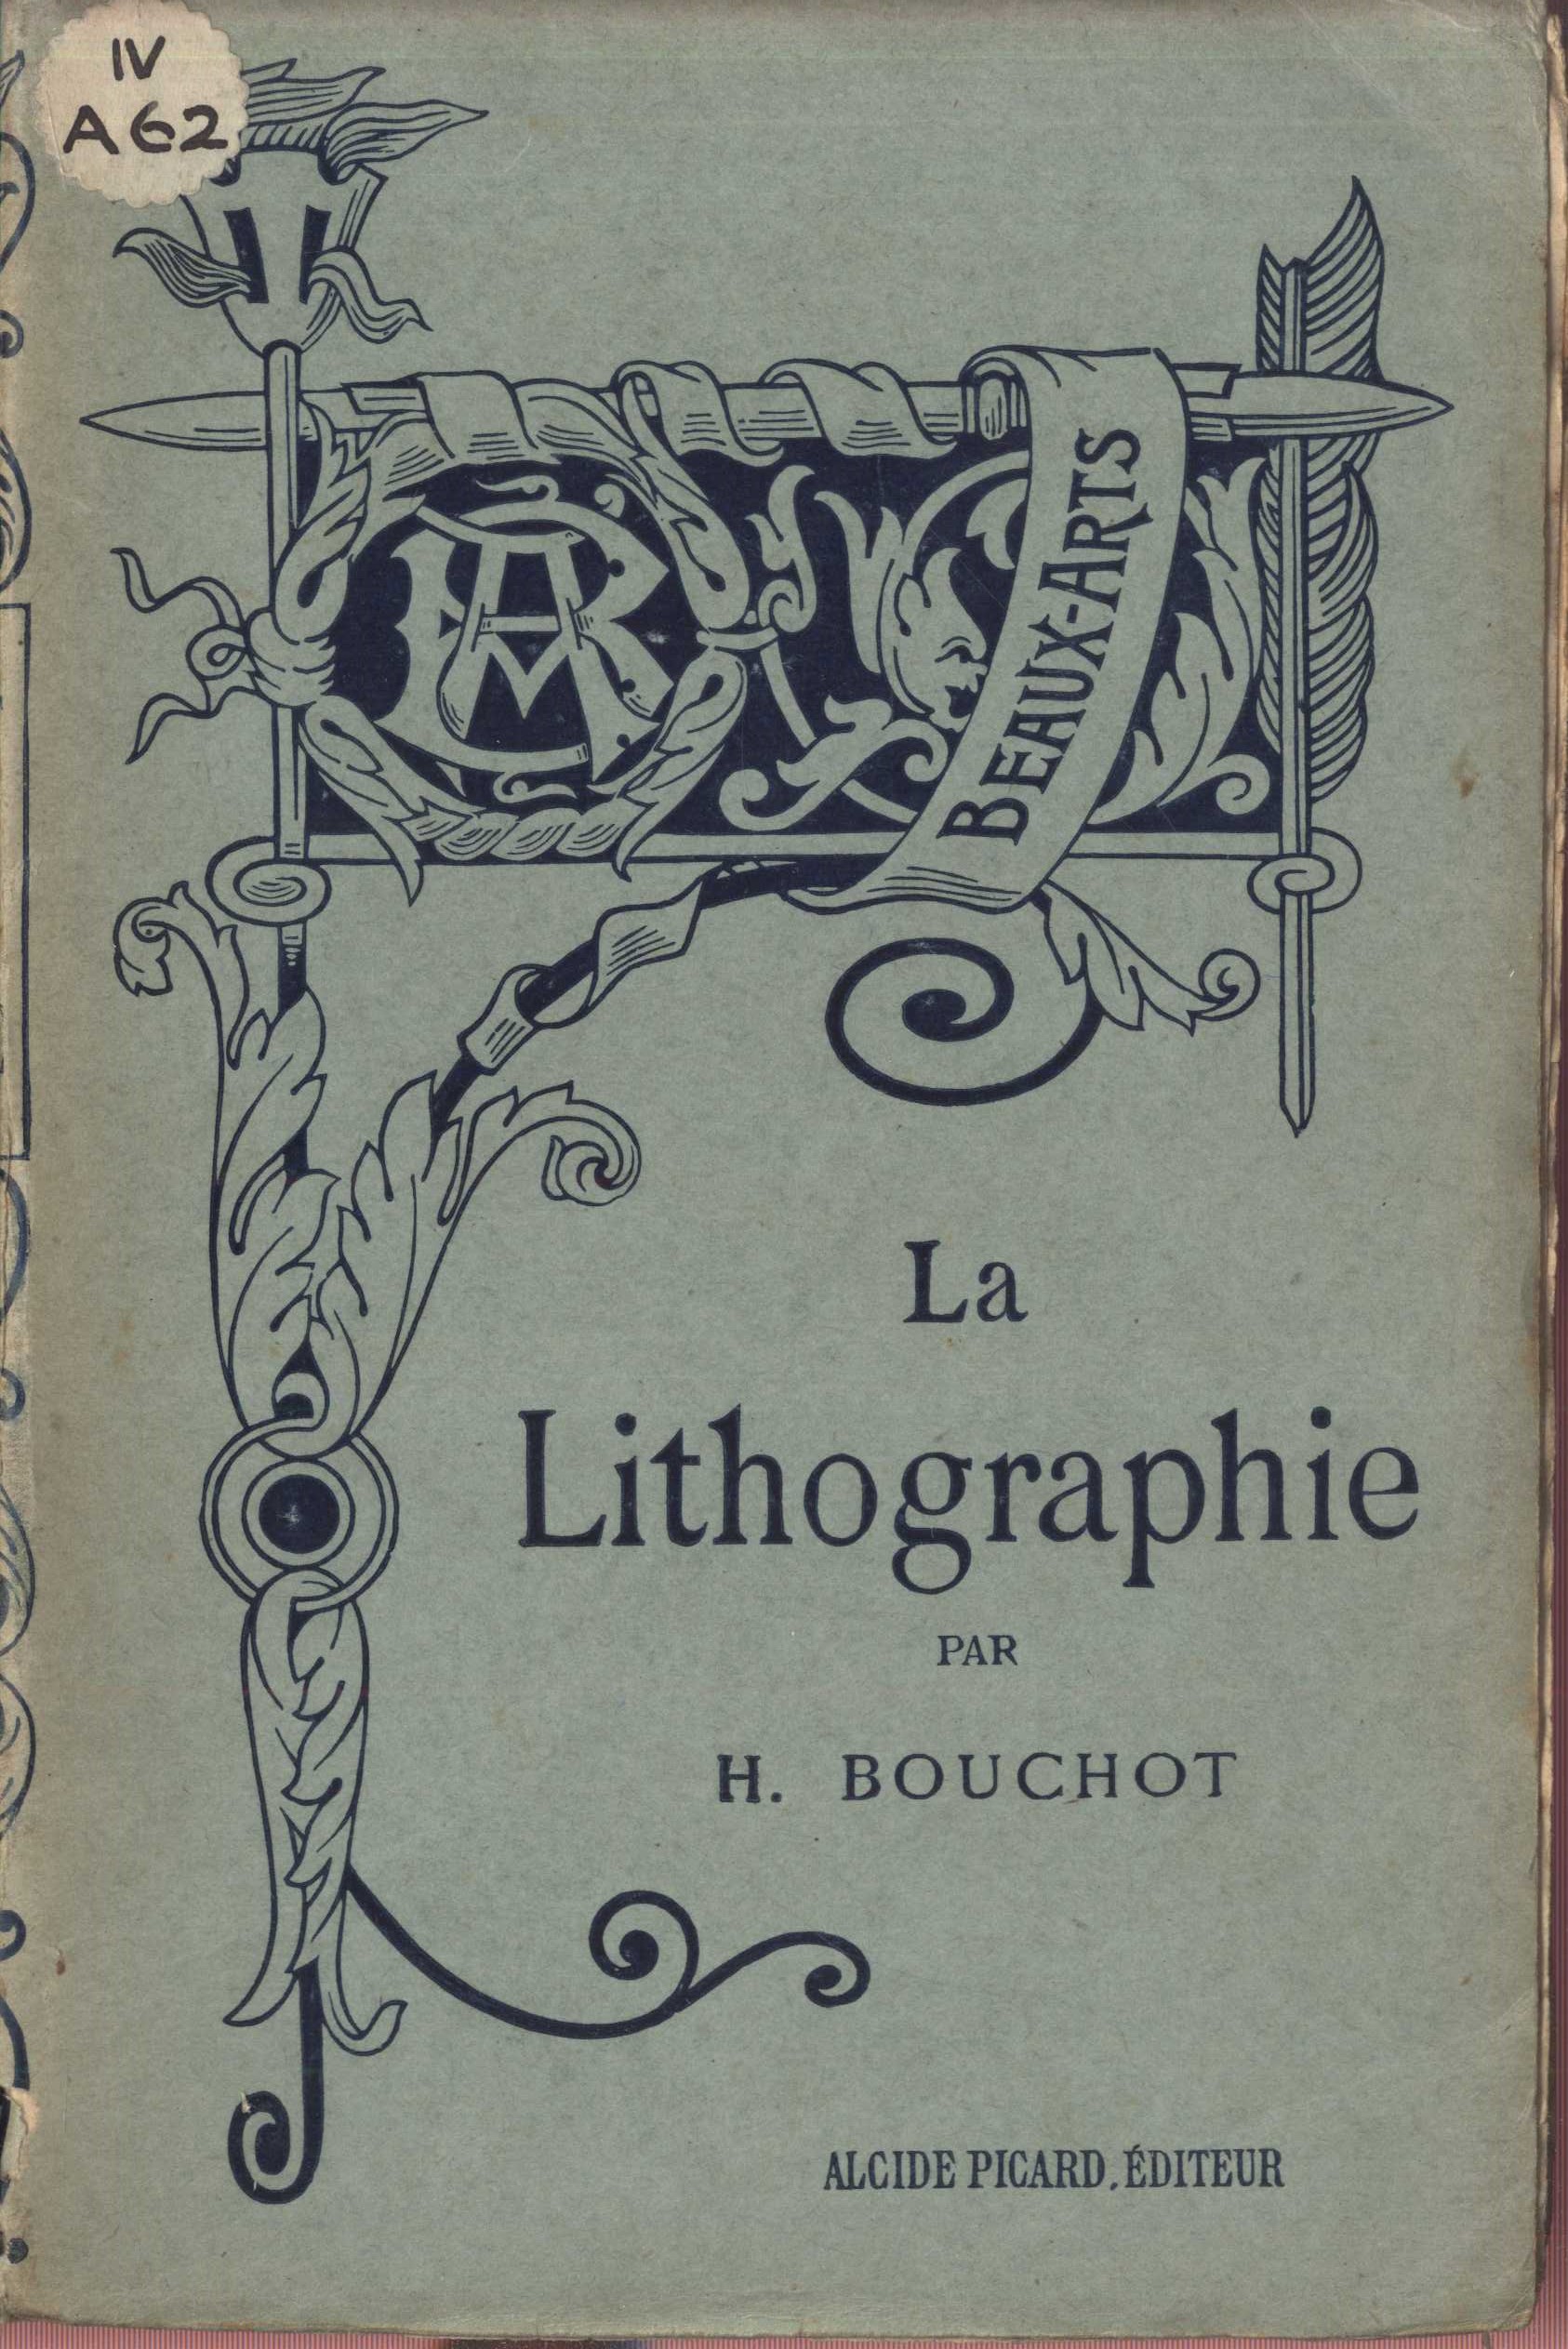 IV
A62
BEAUX-ARTS
La
Lithographie
PAR
H. BOUCHOT
ALCIDE PICARD, ÉDITEUR